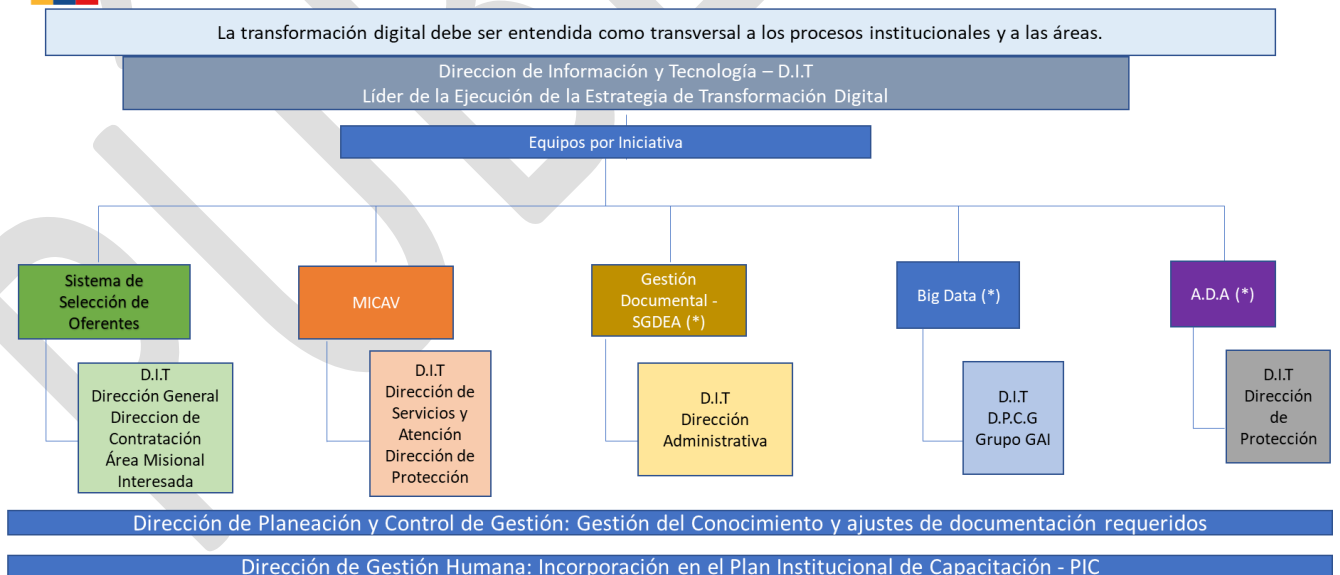 La transformación digital debe ser entendida como transversal a los procesos institucionales y a las áreas.
Direccion de Información y Tecnología – D.I.T
Líder de la Ejecución de la Estrategia de Transformación Digital
Equipos por Iniciativa
Sistema de
Selección de
Oferentes
MICAV
Gestión
Documental -
SGDEA (*)
Big Data (*)
A.D.A (*)
D.I.T
Dirección General
Direccion de
Contratación
Área Misional
Interesada
D.I.T
Dirección de
Servicios y
Atención
Dirección de
Protección
D.I.T
Dirección
Administrativa
D.I.T
D.P.C.G
Grupo GAI
D.I.T
Dirección
de
Protección
Dirección de Planeación y Control de Gestión: Gestión del Conocimiento y ajustes de documentación requeridos
Dirección de Gestión Humana: Incorporación en el Plan Institucional de Capacitación - PIC